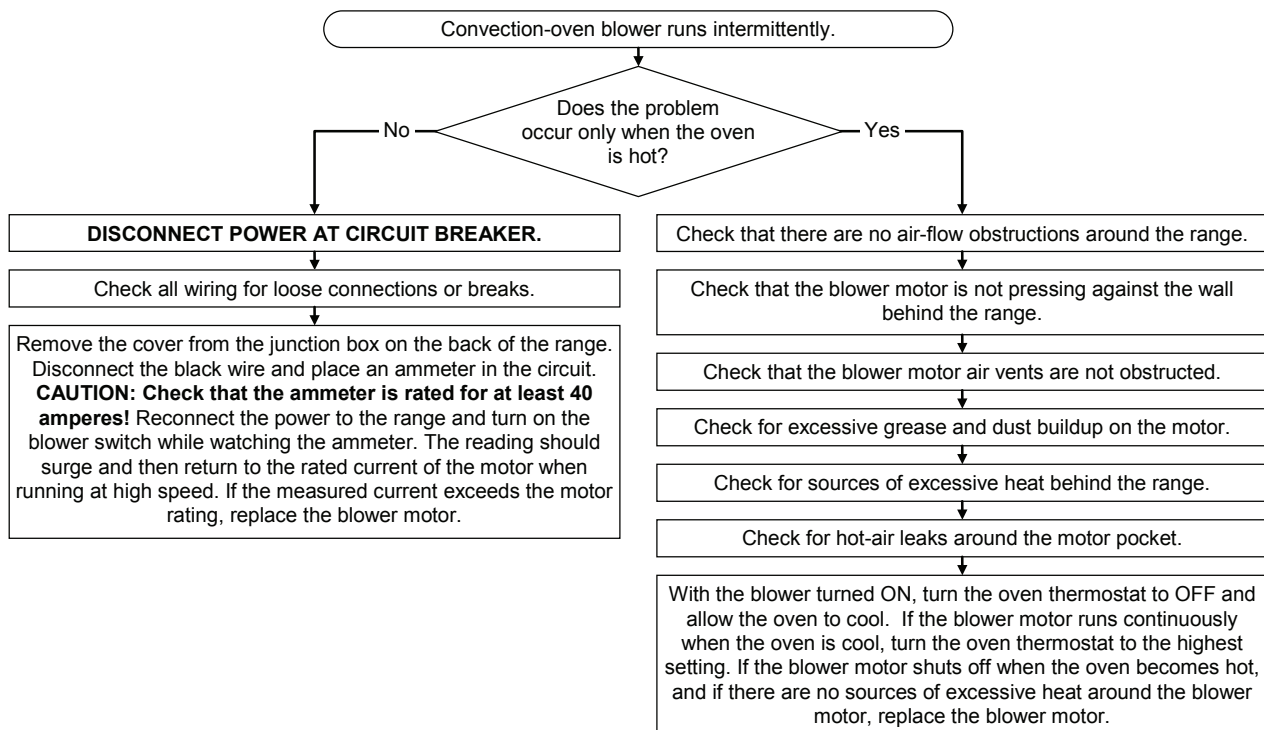 Convection-oven blower runs intermittently.
Does the problem
occur only when the oven
is hot?
No
Yes
DISCONNECT POWER AT CIRCUIT BREAKER.
Check all wiring for loose connections or breaks.
Remove the cover from the junction box on the back of the range.
Disconnect the black wire and place an ammeter in the circuit.
CAUTION: Check that the ammeter is rated for at least 40
amperes! Reconnect the power to the range and turn on the
blower switch while watching the ammeter. The reading should
surge and then return to the rated current of the motor when
running at high speed. If the measured current exceeds the motor
rating, replace the blower motor.
Check that there are no air-flow obstructions around the range.
Check that the blower motor is not pressing against the wall
behind the range.
Check that the blower motor air vents are not obstructed.
Check for excessive grease and dust buildup on the motor.
Check for sources of excessive heat behind the range.
Check for hot-air leaks around the motor pocket.
With the blower turned ON, turn the oven thermostat to OFF and
allow the oven to cool.  If the blower motor runs continuously
when the oven is cool, turn the oven thermostat to the highest
setting. If the blower motor shuts off when the oven becomes hot,
and if there are no sources of excessive heat around the blower
motor, replace the blower motor.